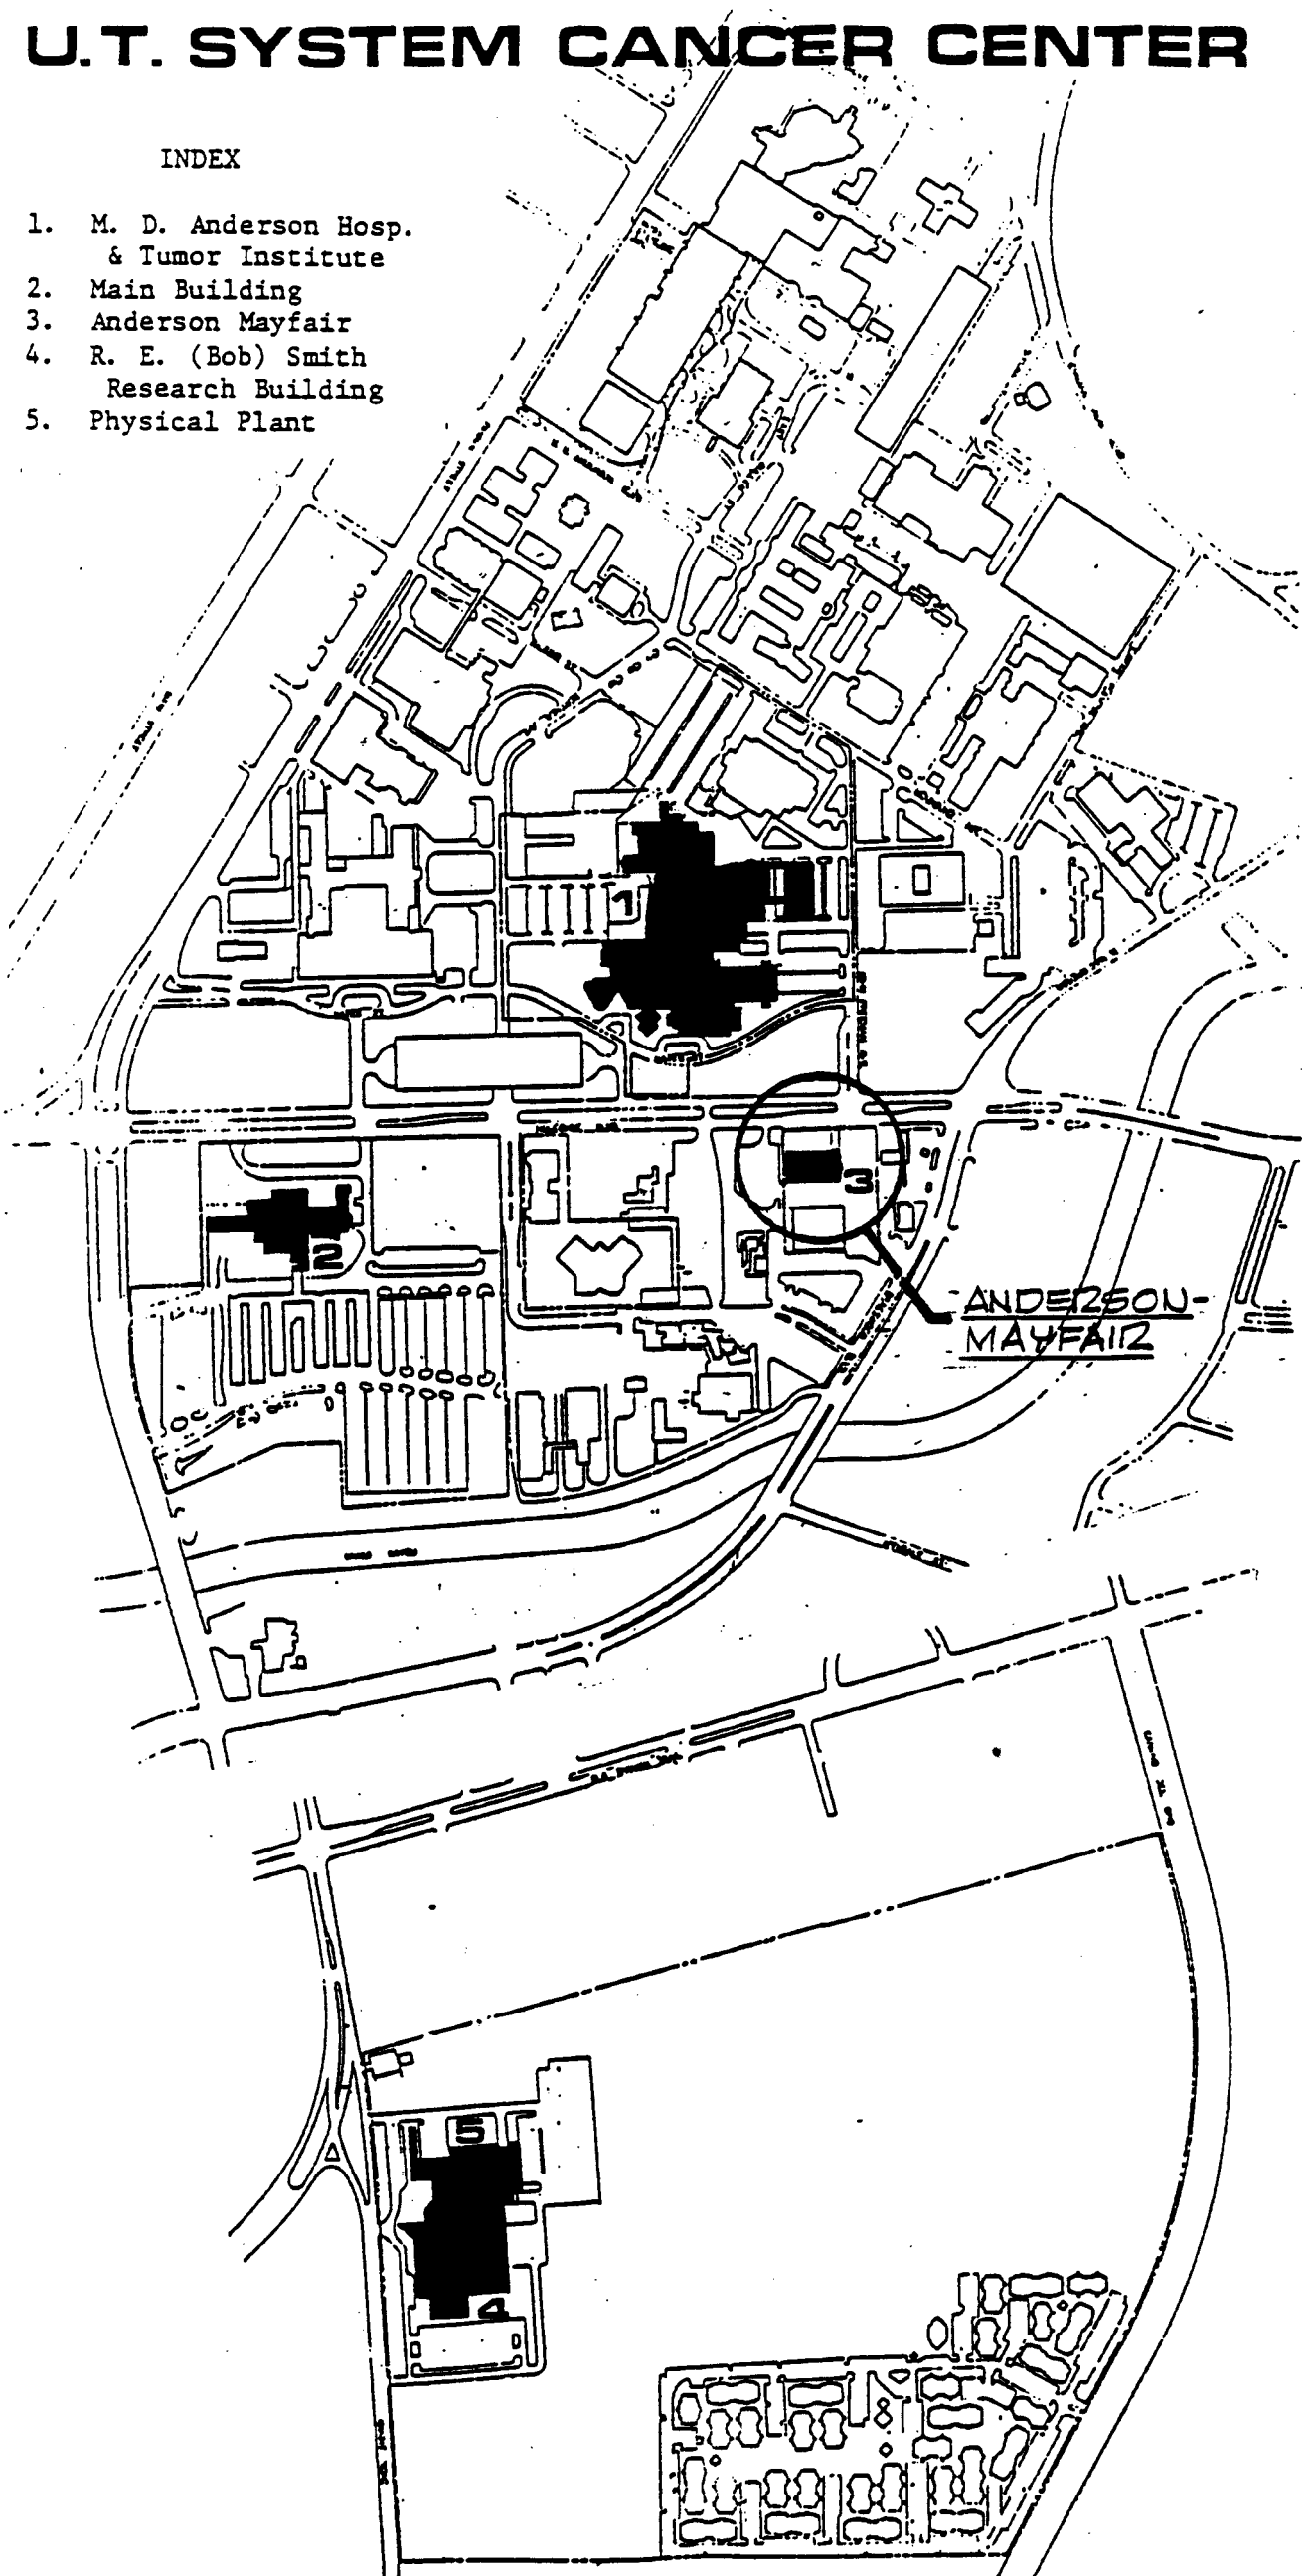 U.T. SYSTEM CANCER CENTER
INDEX
1. M. D. Anderson Hosp.
& Tumor Institute
2. Main Building
3. Anderson Mayfair
4. R. E. (Bob) Smith
Research Building
5. Physical Plant
1
3
2
ANDERSON-
MAYFAIR
5
4